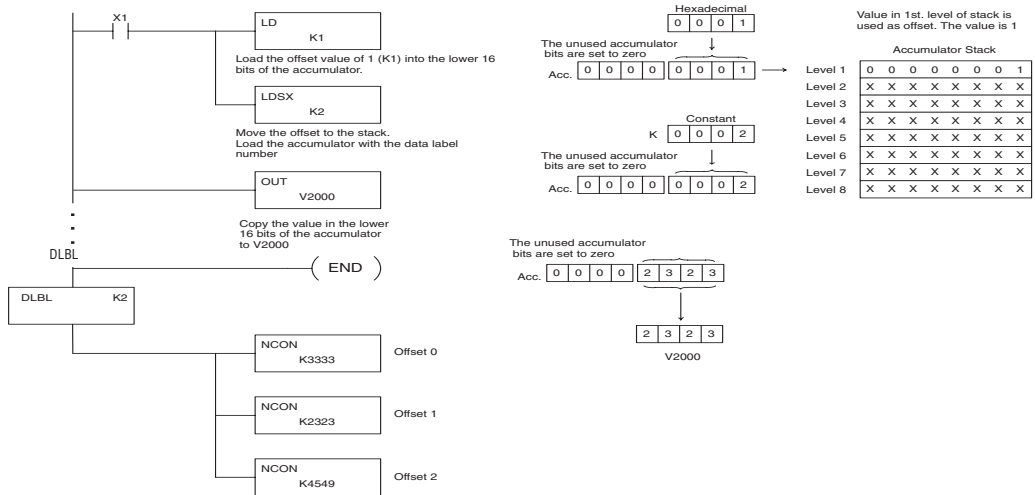 X1
LD
K1
Load the offset value of 1 (K1) into the lower 16
bits of the accumulator.
LDSX
K2
Move the offset to the stack.
Load the accumulator with the data label
number
OUT
V2000
Copy the value in the lower
16 bits of the accumulator
to V2000
DLBL
END
DLBL K2
NCON
K3333
Offset 0
NCON
K2323
Offset 1
NCON
K4549
Offset 2
Hexadecimal
0 0 0 1
The unused accumulator
bits are set to zero
Acc. 0 0 0 0 0 0 0 1
Constant
K 0 0 0 2
The unused accumulator
bits are set to zero
Acc. 0 0 0 0 0 0 0 2
The unused accumulator
bits are set to zero
Acc. 0 0 0 0 2 3 2 3
2 3 2 3
V2000
Value in 1st. level of stack is
used as offset. The value is 1
Accumulator Stack
Level 1 0 0 0 0 0 0 0 1
Level 2 X X X X X X X X
Level 3 X X X X X X X X
Level 4 X X X X X X X X
Level 5 X X X X X X X X
Level 6 X X X X X X X X
Level 7 X X X X X X X X
Level 8 X X X X X X X X